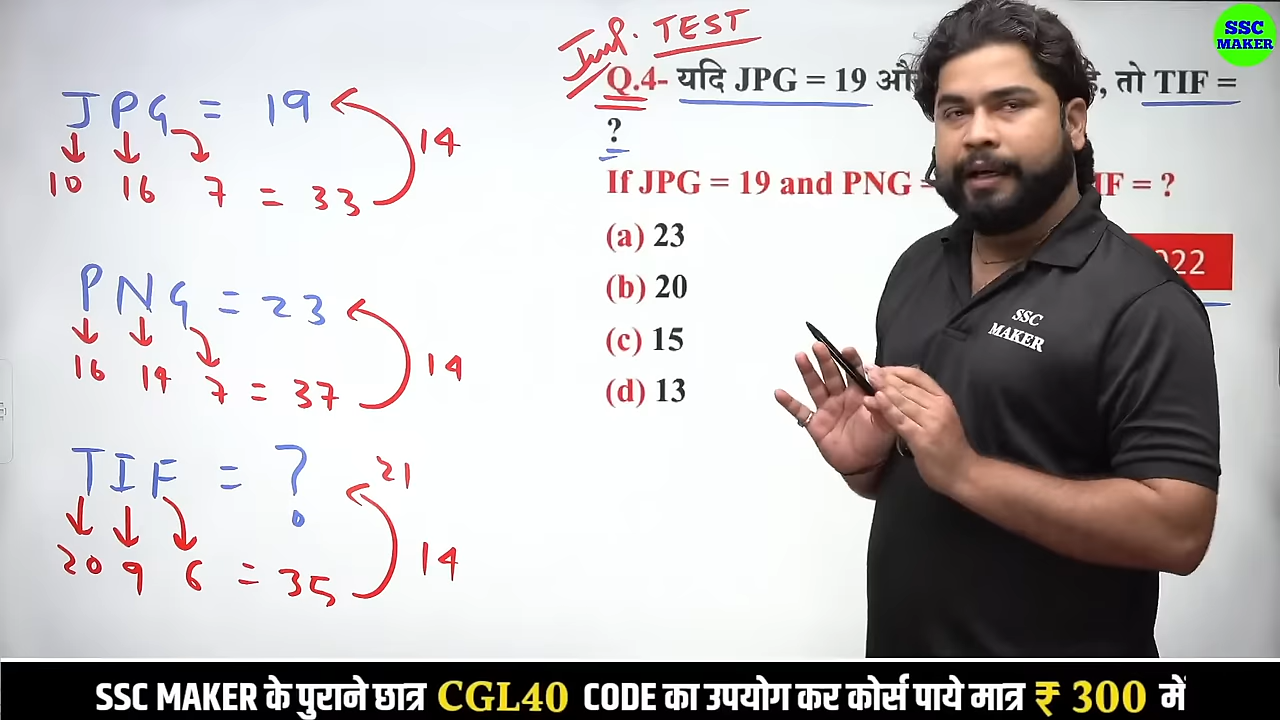 SSC
MAKER
Imp. TEST
Q.4- यदि JPG = 19 है, तो TIF =
?
If JPG = 19 and PNG = IF = ?
(a) 23
(b) 20
(c) 15
(d) 13
022
JPG = 19
14
10 16 7 = 33
PNG = 23
14
16 14 7 = 37
TIF = ?
21
14
20 9 6 = 35
SSC
MAKER
SSC MAKER के पुराने छात्र CGL40 CODE का उपयोग कर कोर्स पाये मात्र ₹ 300 में